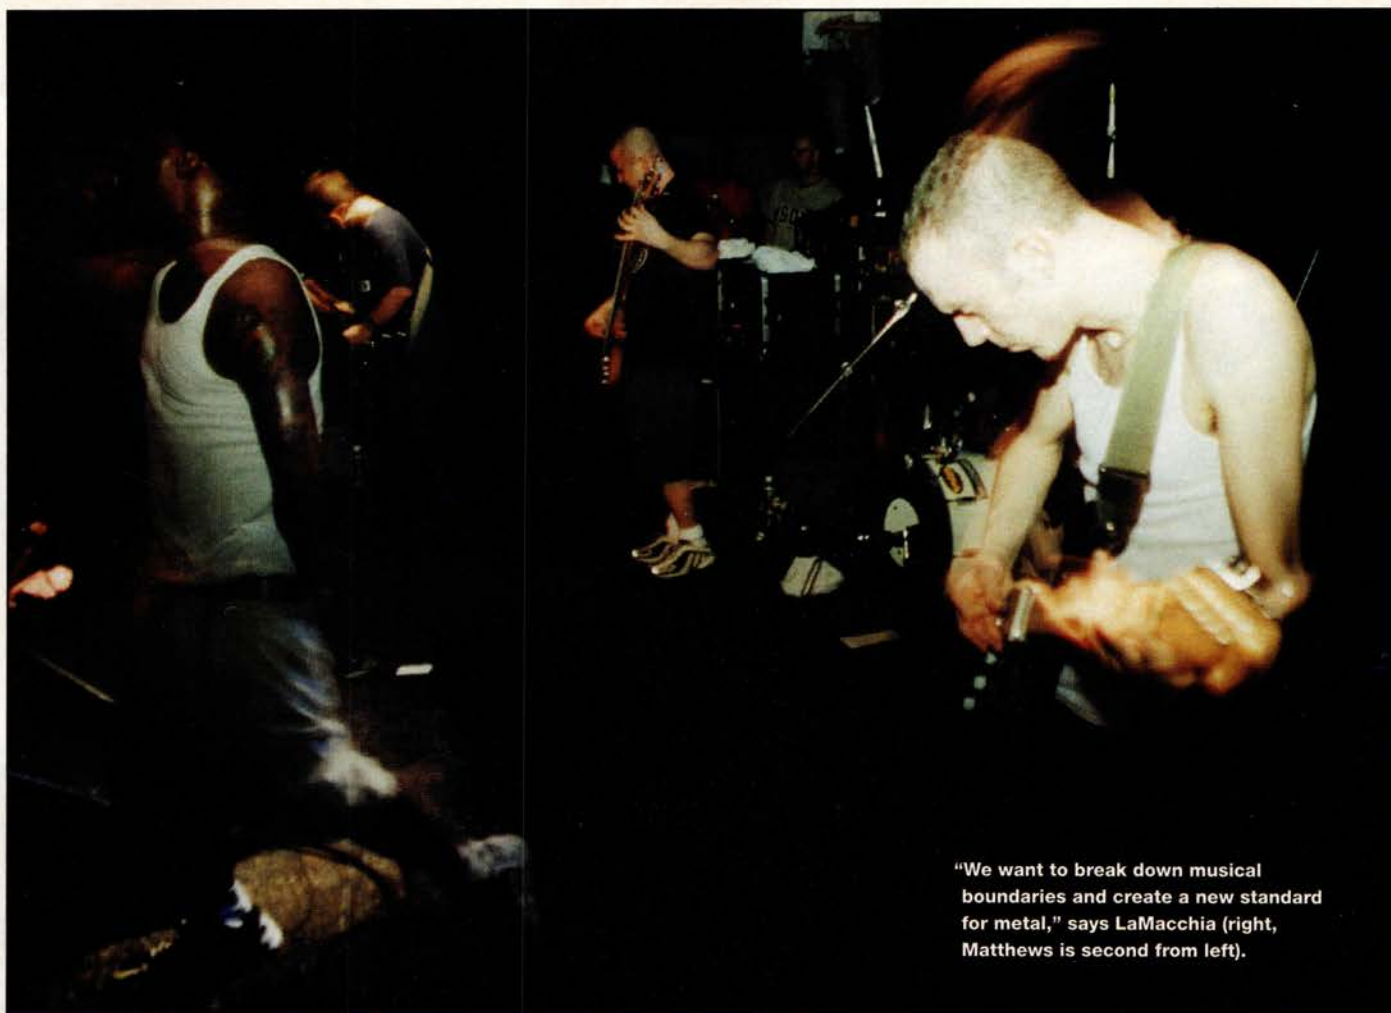 “We want to break down musical
boundaries and create a new standard
for metal,” says LaMacchia (right,
Matthews is second from left).